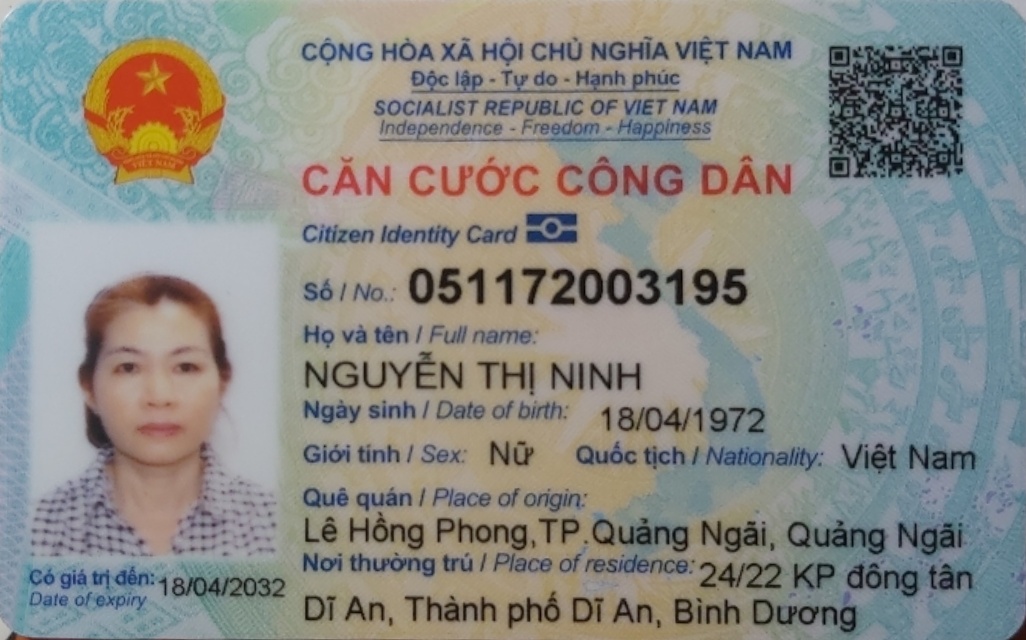 CỘNG HÒA XÃ HỘI CHỦ NGHĨA VIỆT NAM
Độc lập - Tự do - Hạnh phúc
SOCIALIST REPUBLIC OF VIET NAM
Independence - Freedom - Happiness
CĂN CƯỚC CÔNG DÂN
Citizen Identity Card
Số / No.: 051172003195
Họ và tên / Full name:
NGUYỄN THỊ NINH
Ngày sinh / Date of birth: 18/04/1972
Giới tính / Sex: Nữ Quốc tịch / Nationality: Việt Nam
Quê quán / Place of origin:
Lê Hồng Phong,TP.Quảng Ngãi, Quảng Ngãi
Nơi thường trú / Place of residence: 24/22 KP đông tân
Dĩ An, Thành phố Dĩ An, Bình Dương
Có giá trị đến: 18/04/2032
Date of expiry
VIỆT NAM